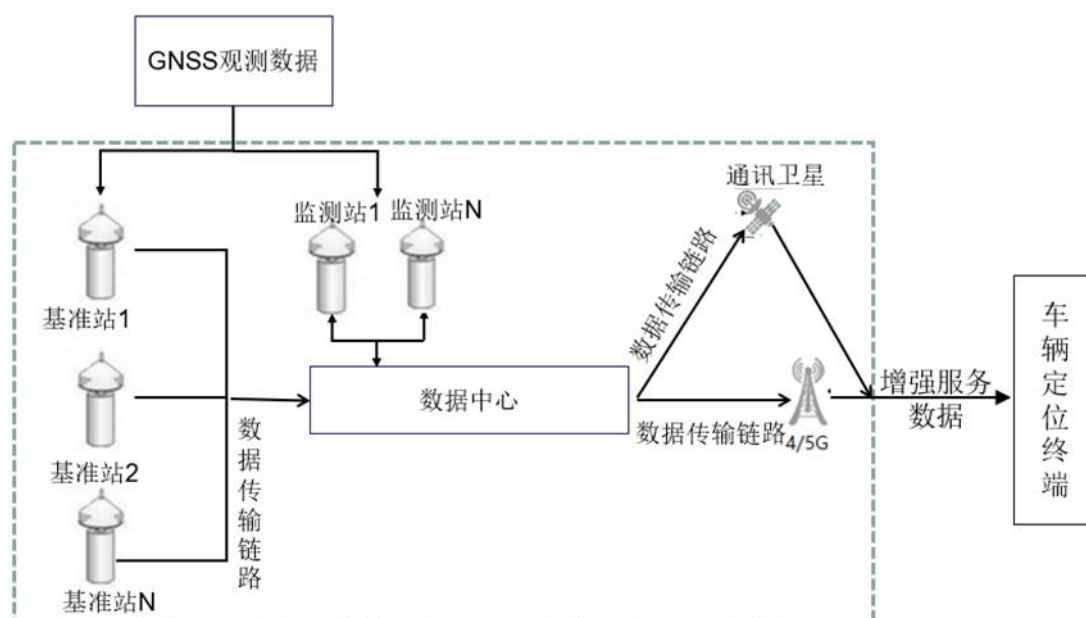 GNSS观测数据
通讯卫星
监测站1
监测站N
数据传输链路
基准站1
车辆定位终端
数据中心
增强服务
数据
数据传输链路
4/5G
数据传输链路
基准站2
基准站N